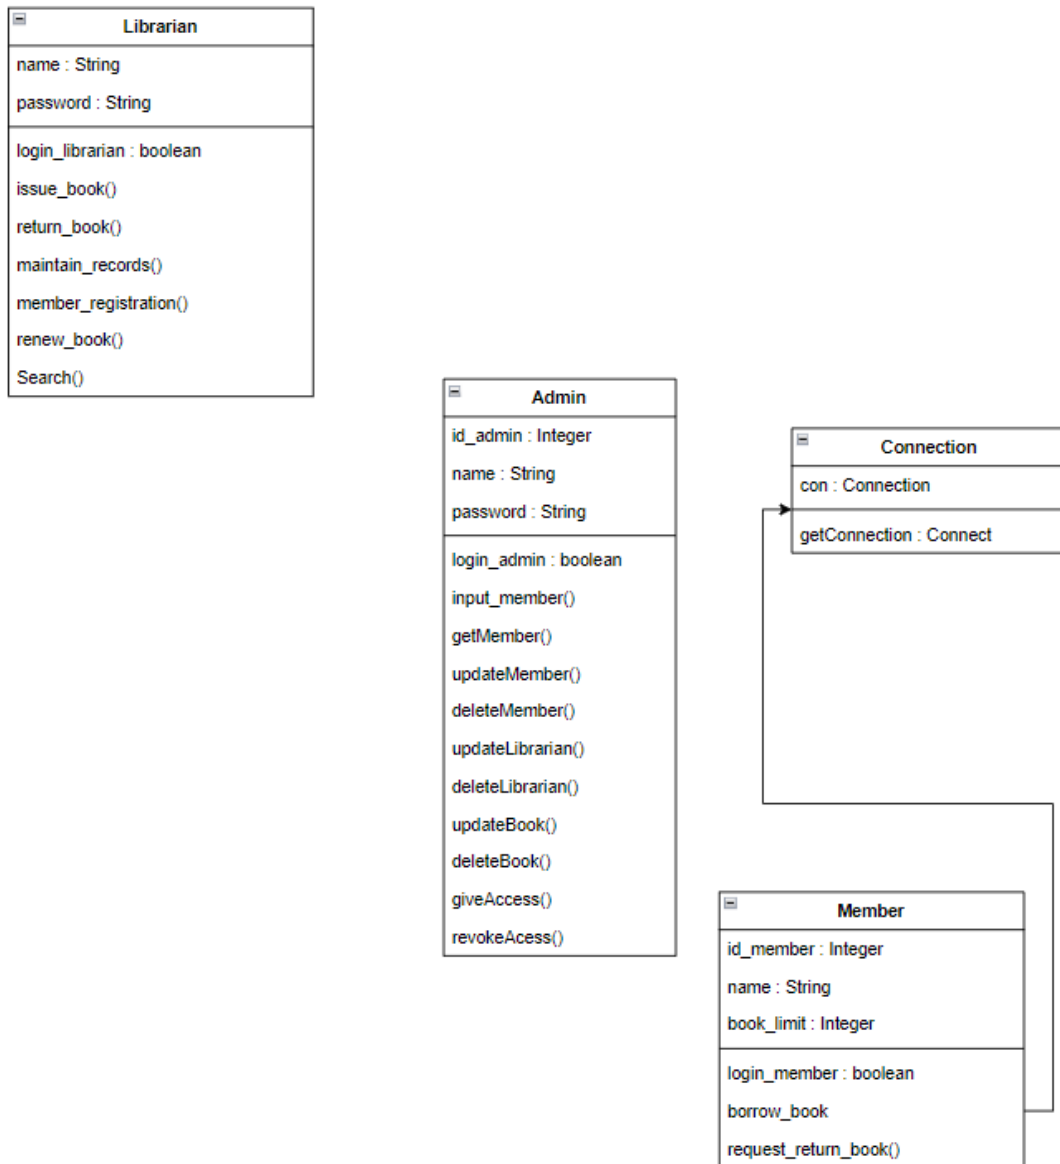 Librarian
name : String
password : String
login_librarian : boolean
issue_book()
return_book()
maintain_records()
member_registration()
renew_book()
Search()
Admin
id_admin : Integer
name : String
password : String
login_admin : boolean
input_member()
getMember()
updateMember()
deleteMember()
updateLibrarian()
deleteLibrarian()
updateBook()
deleteBook()
giveAccess()
revokeAcess()
Connection
con : Connection
getConnection : Connect
Member
id_member : Integer
name : String
book_limit : Integer
login_member : boolean
borrow_book
request_return_book()